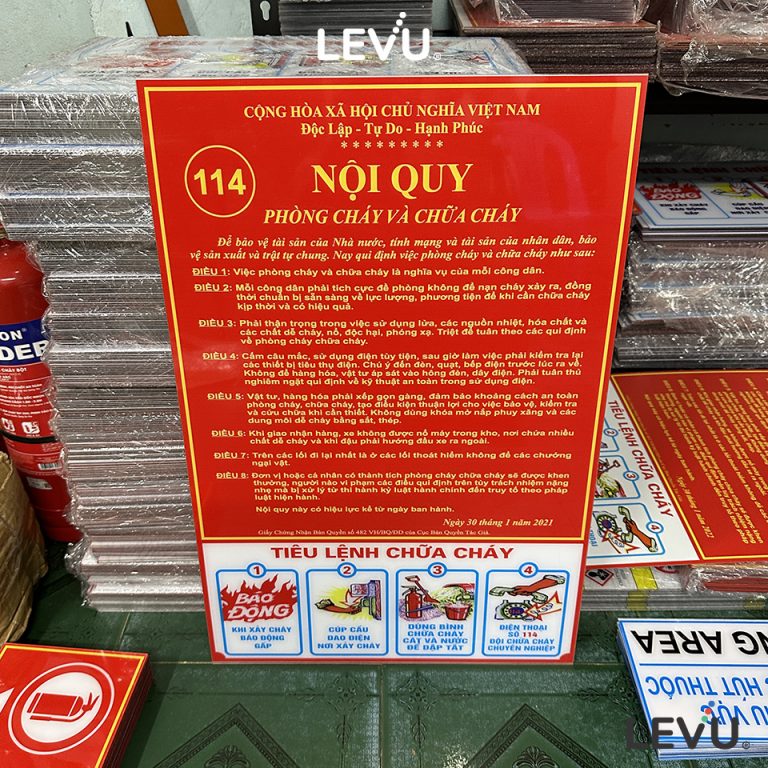 LEVU
CỘNG HÒA XÃ HỘI CHỦ NGHĨA VIỆT NAM
Độc Lập - Tự Do - Hạnh Phúc
* * * * * * * * *
114
NỘI QUY
PHÒNG CHÁY VÀ CHỮA CHÁY
Để bảo vệ tài sản của Nhà nước, tính mạng và tài sản của nhân dân, bảo
vệ sản xuất và trật tự chung. Nay qui định việc phòng cháy và chữa cháy như sau:
ĐIỀU 1: Việc phòng cháy và chữa cháy là nghĩa vụ của mỗi công dân.
ĐIỀU 2: Mỗi công dân phải tích cực đề phòng không để nạn cháy xảy ra, đồng
thời chuẩn bị sẵn sàng về lực lượng, phương tiện để khi cần chữa cháy
kịp thời và có hiệu quả.
ĐIỀU 3: Phải thận trọng trong việc sử dụng lửa, các nguồn nhiệt, hóa chất và
các chất dễ cháy, nổ, độc hại, phóng xạ. Triệt để tuân theo các qui định
về phòng cháy chữa cháy.
ĐIỀU 4: Cấm câu mắc, sử dụng điện tùy tiện, sau giờ làm việc phải kiểm tra lại
các thiết bị tiêu thụ điện. Chú ý đến đèn, quạt, bếp điện trước lúc ra về.
Không để hàng hóa, vật tư áp sát vào hông đèn, dây điện. Phải tuân thủ
nghiêm ngặt qui định về kỹ thuật an toàn trong sử dụng điện.
ĐIỀU 5: Vật tư, hàng hóa phải xếp gọn gàng, đảm bảo khoảng cách an toàn
phòng cháy, chữa cháy, tạo điều kiện thuận lợi cho việc bảo vệ, kiểm tra
và cứu chữa khi cần thiết. Không dùng khóa mở nắp phuy xăng và các
dung môi dễ cháy bằng sắt, thép.
ĐIỀU 6: Khi giao nhận hàng, xe không được nổ máy trong kho, nơi chứa nhiều
chất dễ cháy và khi đậu phải hướng đầu xe ra ngoài.
ĐIỀU 7: Trên các lối đi lại nhất là ở các lối thoát hiểm không để các chướng
ngại vật.
ĐIỀU 8: Đơn vị hoặc cá nhân có thành tích phòng cháy chữa cháy sẽ được khen
thưởng, người nào vi phạm các điều qui định trên tùy trách nhiệm nặng
nhẹ mà bị xử lý từ thi hành kỷ luật hành chính đến truy tố theo pháp
luật hiện hành.
Nội quy này có hiệu lực kể từ ngày ban hành.
Ngày 30 tháng 1 năm 2021
Giấy Chứng Nhận Bản Quyền số 482 VH/BQ/DD của Cục Bản Quyền Tác Giả.
TIÊU LỆNH CHỮA CHÁY
1
BÁO ĐỘNG
KHI XẢY CHÁY
BÁO ĐỘNG
GẤP
2
CÚP CẦU
DAO ĐIỆN
NƠI XẢY CHÁY
3
DÙNG BÌNH
CHỮA CHÁY
CÁT VÀ NƯỚC
ĐỂ DẬP TẮT
4
ĐIỆN THOẠI
SỐ 114
ĐỘI CHỮA CHÁY
CHUYÊN NGHIỆP
TIÊU LỆNH CHỮA CHÁY
HÚT THUỐC
NG AREA
LEVU